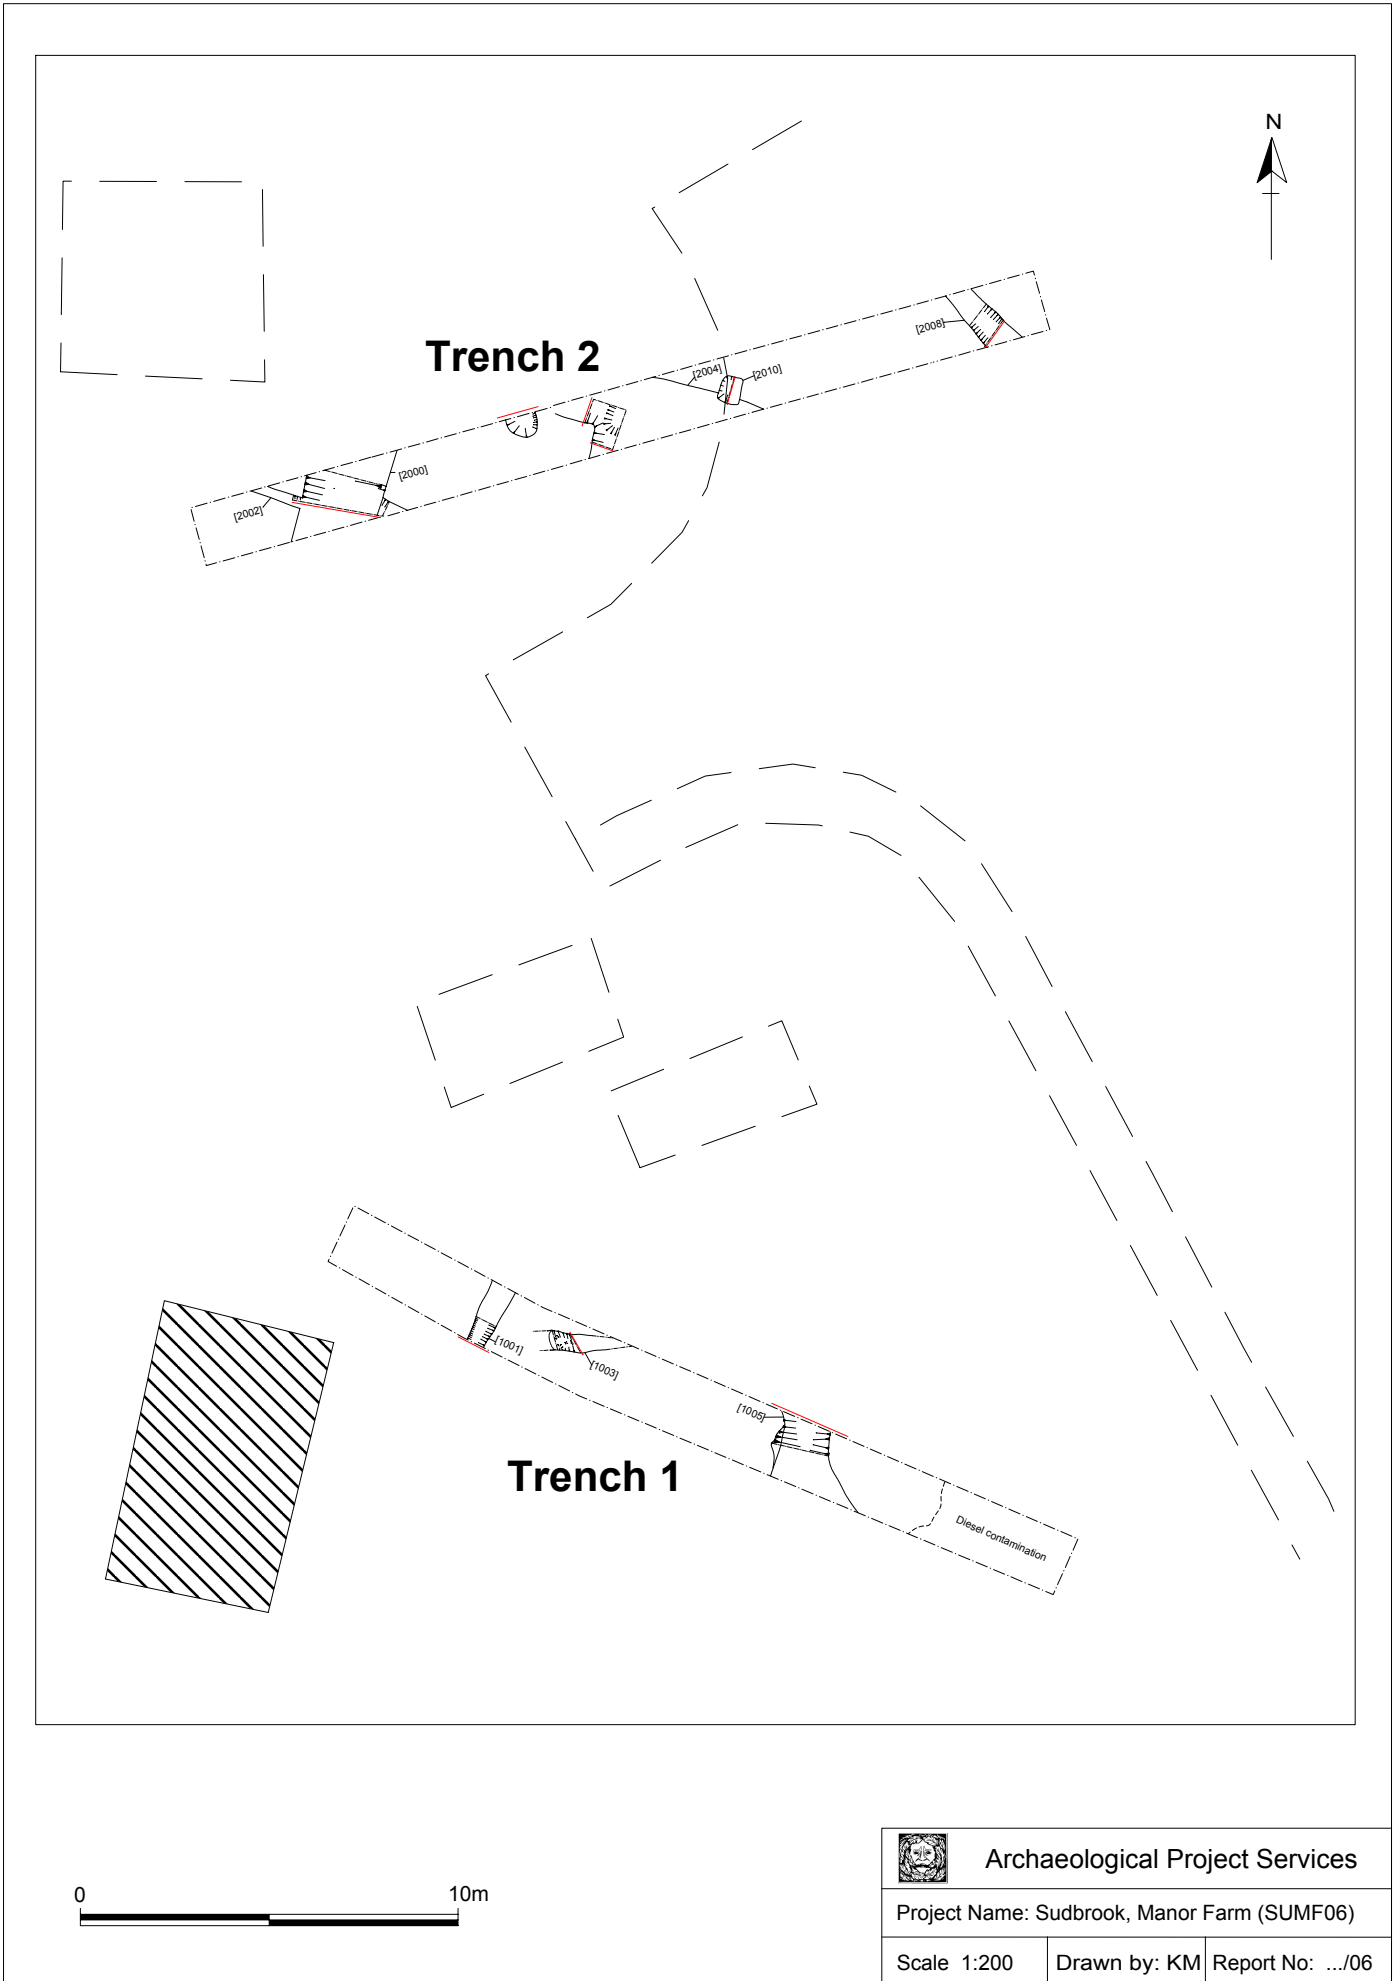 N
Trench 2
[2008]
[2004]
[2010]
[2000]
[2002]
[1001]
[1003]
[1005]
Trench 1
Diesel contamination
0 10m
Archaeological Project Services
Project Name: Sudbrook, Manor Farm (SUMF06)
Scale 1:200 Drawn by: KM Report No: .../06